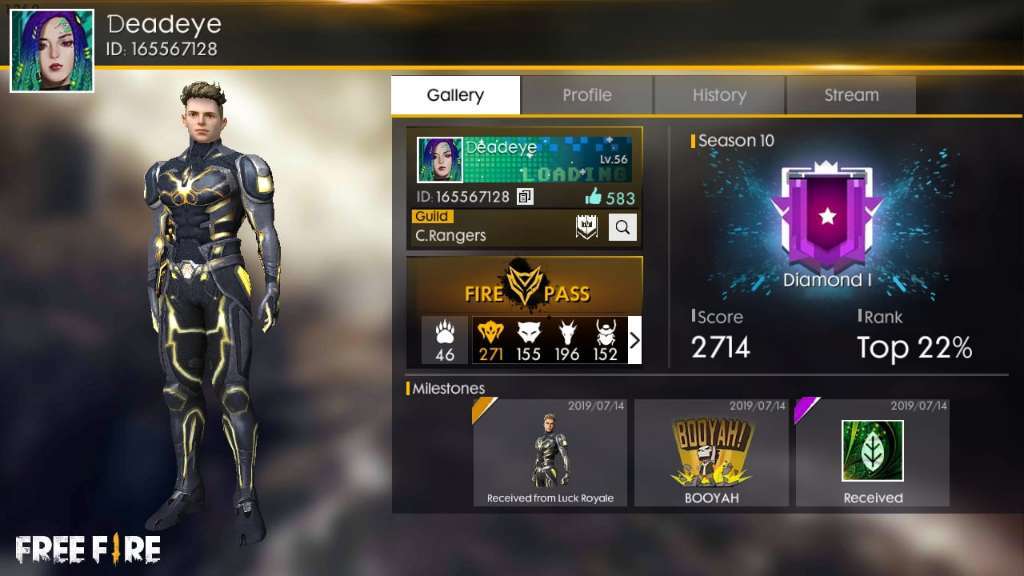 Deadeye
ID: 165567128
Gallery
Profile
History
Stream
Deadeye
Lv.56
LOADING
ID: 165567128
583
Guild
C.Rangers
FIRE PASS
46
271
155
196
152
Season 10
Diamond I
Score
2714
Rank
Top 22%
Milestones
2019/07/14
Received from Luck Royale
2019/07/14
BOOYAH!
BOOYAH
2019/07/14
Received
FREE FIRE